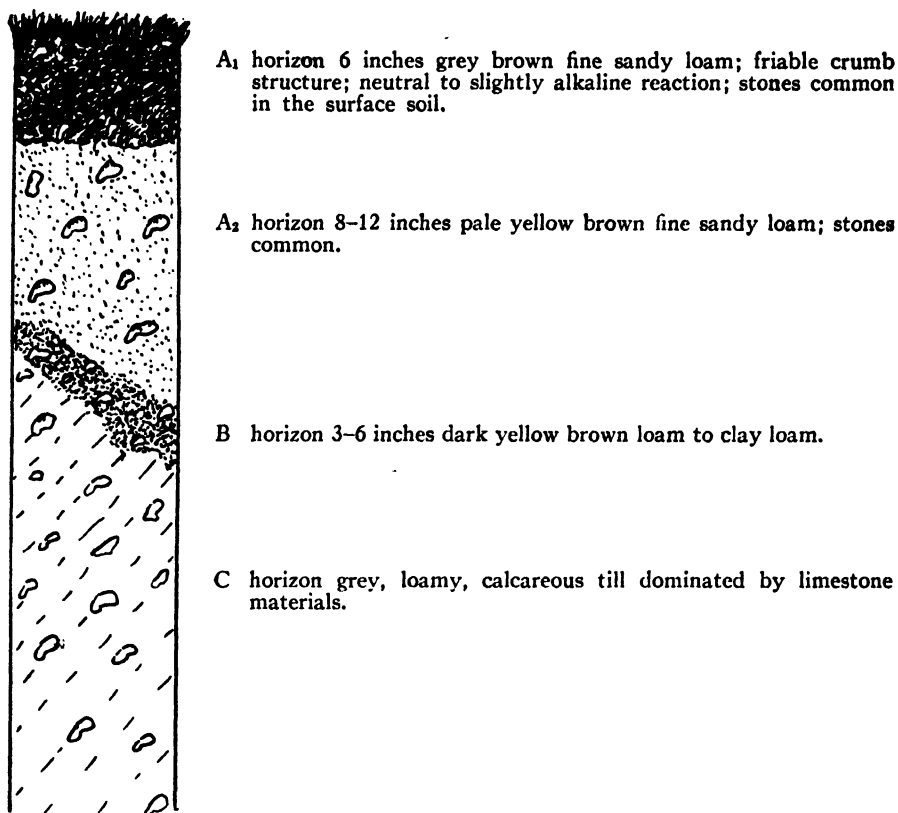 A₁ horizon 6 inches grey brown fine sandy loam; friable crumb
structure; neutral to slightly alkaline reaction; stones common
in the surface soil.
A₂ horizon 8–12 inches pale yellow brown fine sandy loam; stones
common.
B horizon 3–6 inches dark yellow brown loam to clay loam.
C horizon grey, loamy, calcareous till dominated by limestone
materials.